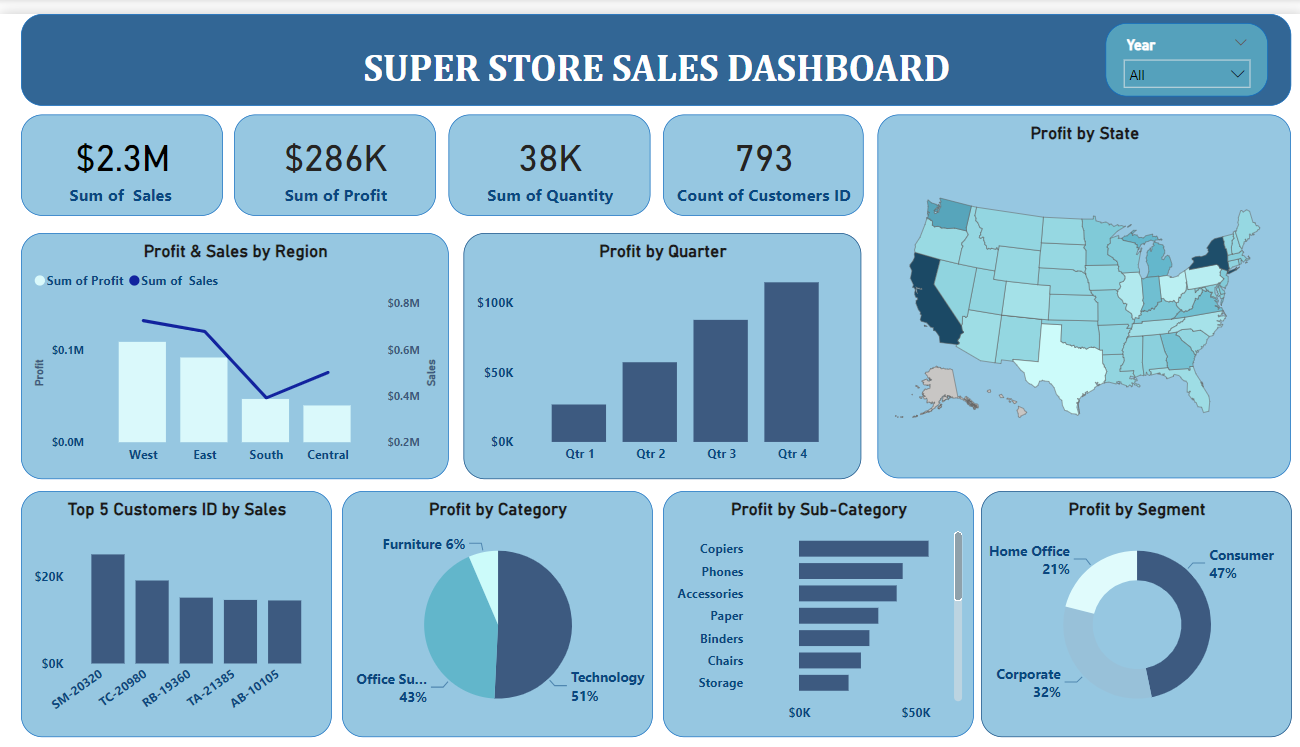 SUPER STORE SALES DASHBOARD
Year
All
$2.3M
Sum of Sales
$286K
Sum of Profit
38K
Sum of Quantity
793
Count of Customers ID
Profit by State
Profit & Sales by Region
Sum of Profit
Sum of Sales
Profit
$0.1M
$0.0M
$0.8M
$0.6M
$0.4M
$0.2M
Sales
West
East
South
Central
Profit by Quarter
$100K
$50K
$0K
Qtr 1
Qtr 2
Qtr 3
Qtr 4
Top 5 Customers ID by Sales
$20K
$0K
SM-20320
TC-20980
RB-19360
TA-21385
AB-10105
Profit by Category
Furniture 6%
Office Su...
43%
Technology
51%
Profit by Sub-Category
Copiers
Phones
Accessories
Paper
Binders
Chairs
Storage
$0K
$50K
Profit by Segment
Home Office
21%
Consumer
47%
Corporate
32%